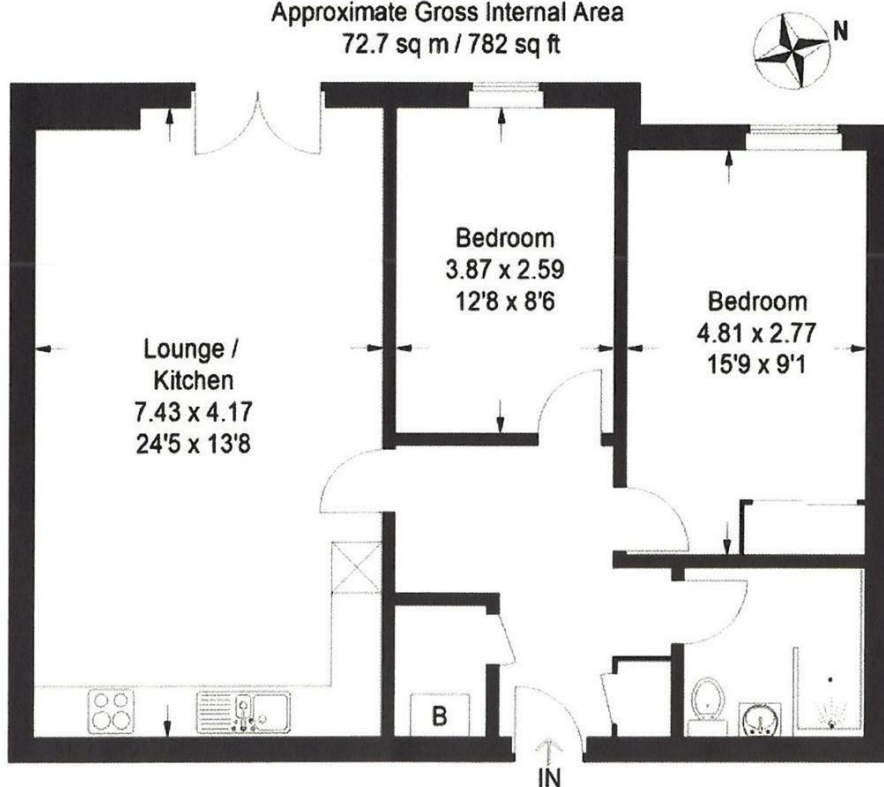 Approximate Gross Internal Area
72.7 sq m / 782 sq ft
N
Bedroom
3.87 x 2.59
12'8 x 8'6
Bedroom
4.81 x 2.77
15'9 x 9'1
Lounge /
Kitchen
7.43 x 4.17
24'5 x 13'8
B
IN